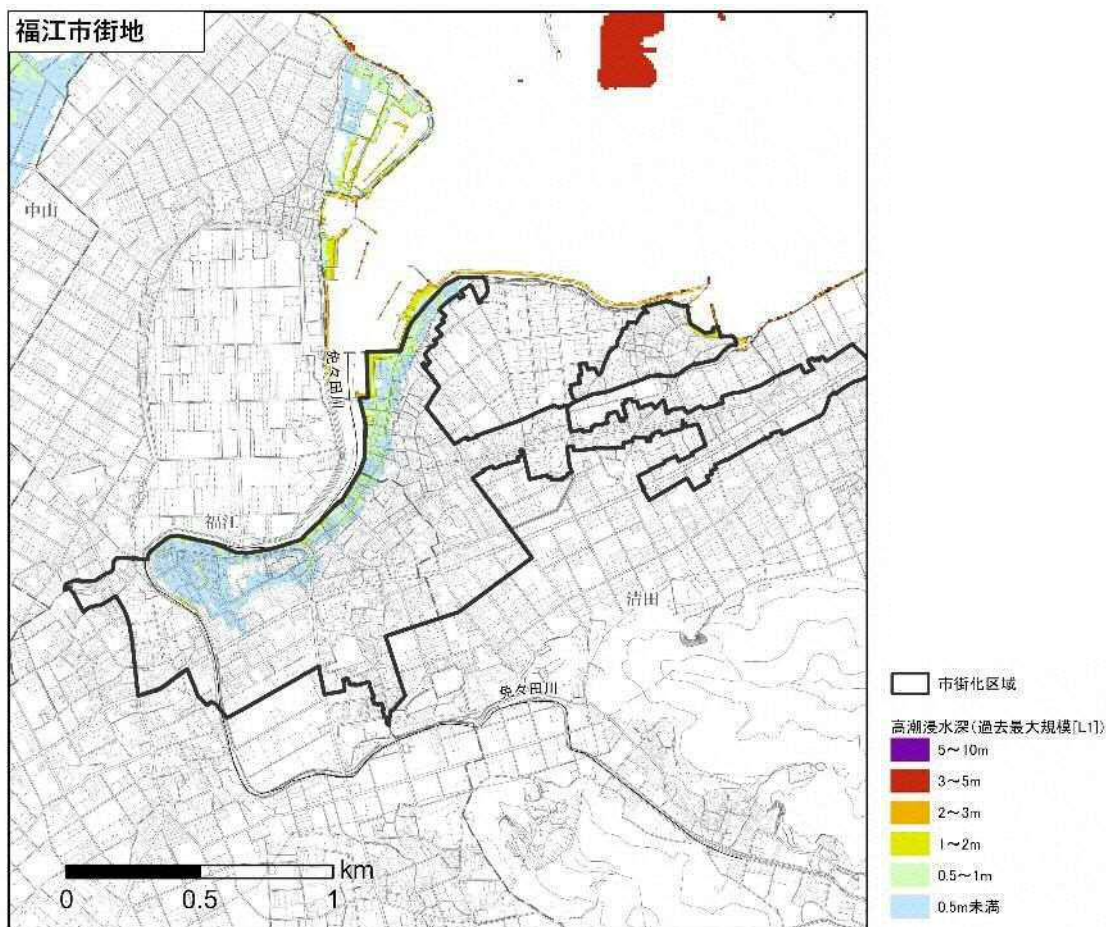 福江市街地
中山
免々田川
福江
清田
免々田川
km
0 0.5 1
市街化区域
高潮浸水深(過去最大規模[L1])
5～10m
3～5m
2～3m
1～2m
0.5～1m
0.5m未満